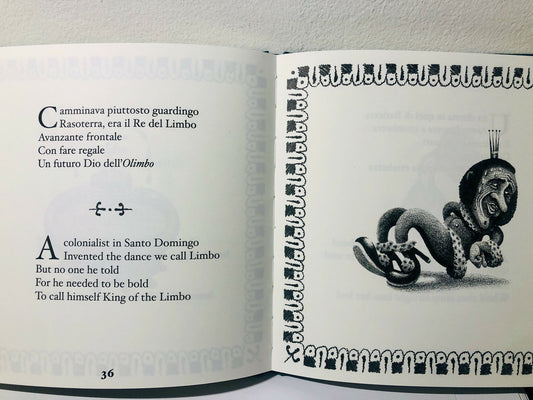 Camminava piuttosto guardingo
Rasoterra, era il Re del Limbo
Avanzante frontale
Con fare regale
Un futuro Dio dell'Olimbo
A colonialist in Santo Domingo
Invented the dance we call Limbo
But no one he told
For he needed to be bold
To call himself King of the Limbo
36